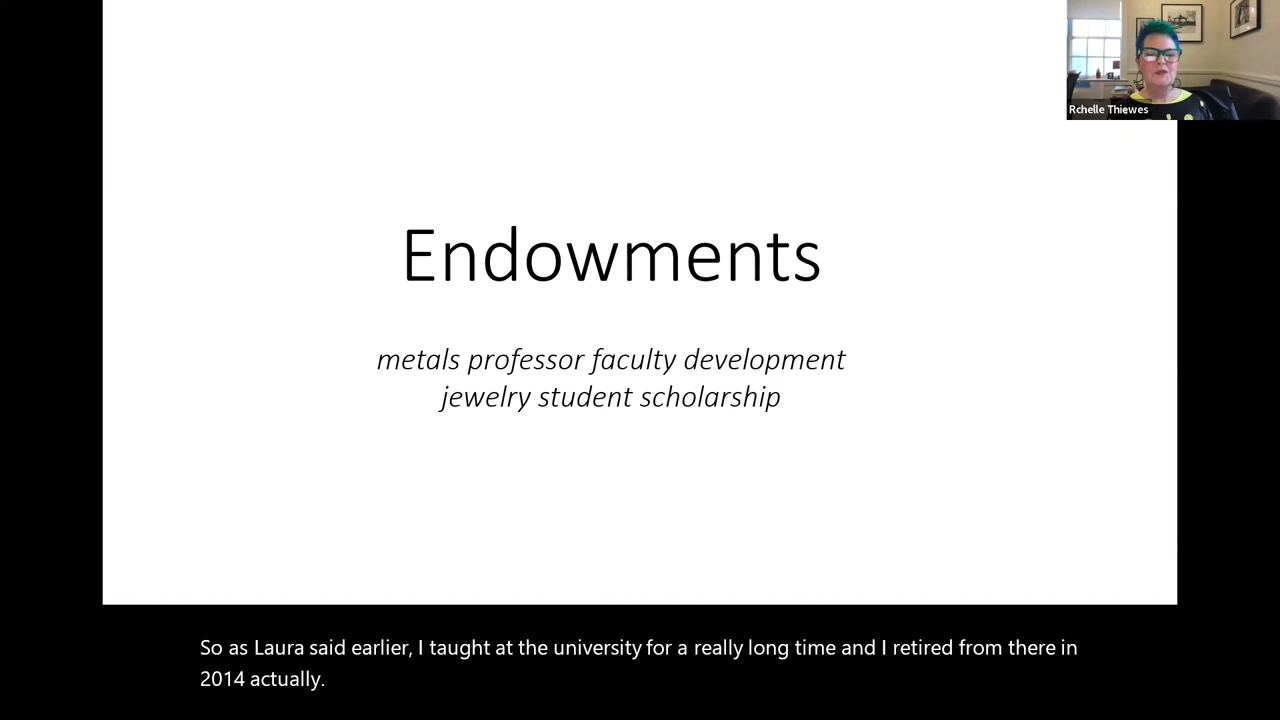 Rchelle Thiewes
Endowments
metals professor faculty development
jewelry student scholarship
So as Laura said earlier, I taught at the university for a really long time and I retired from there in
2014 actually.